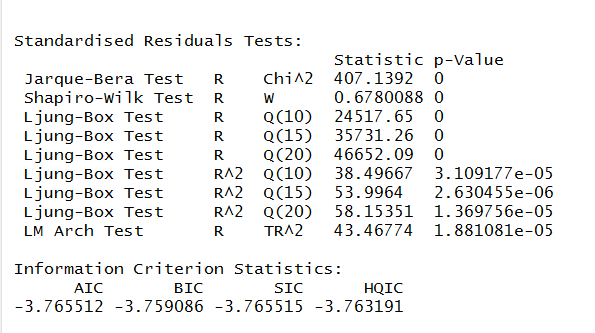 Standardised Residuals Tests:
Statistic p-Value
Jarque-Bera Test R Chi^2 407.1392 0
Shapiro-Wilk Test R W 0.6780088 0
Ljung-Box Test R Q(10) 24517.65 0
Ljung-Box Test R Q(15) 35731.26 0
Ljung-Box Test R Q(20) 46652.09 0
Ljung-Box Test R^2 Q(10) 38.49667 3.109177e-05
Ljung-Box Test R^2 Q(15) 53.9964 2.630455e-06
Ljung-Box Test R^2 Q(20) 58.15351 1.369756e-05
LM Arch Test R TR^2 43.46774 1.881081e-05
Information Criterion Statistics:
AIC BIC SIC HQIC
-3.765512 -3.759086 -3.765515 -3.763191